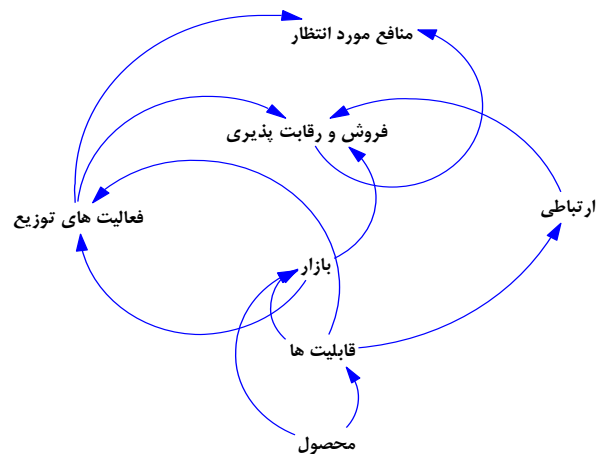 منافع مورد انتظار
فروش و رقابت پذیری
ارتباطی
فعالیت های توزیع
بازار
قابلیت ها
محصول